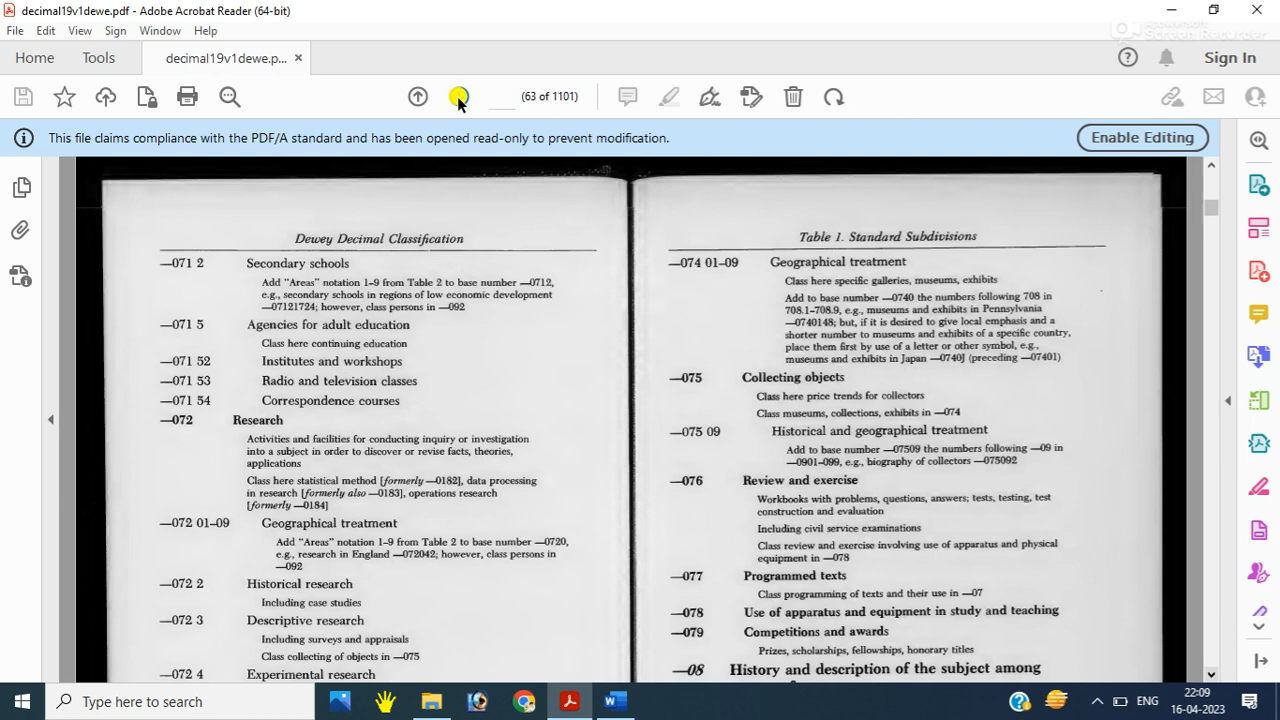 decimal19v1dewe.pdf - Adobe Acrobat Reader (64-bit)
File Edit View Sign Window Help
Home Tools decimal19v1dewe.p... × Sign In
(63 of 1101)
This file claims compliance with the PDF/A standard and has been opened read-only to prevent modification. Enable Editing
Dewey Decimal Classification
—071 2 Secondary schools
Add "Areas" notation 1–9 from Table 2 to base number —0712,
e.g., secondary schools in regions of low economic development
—07121724; however, class persons in —092
—071 5 Agencies for adult education
Class here continuing education
—071 52 Institutes and workshops
—071 53 Radio and television classes
—071 54 Correspondence courses
—072 Research
Activities and facilities for conducting inquiry or investigation
into a subject in order to discover or revise facts, theories,
applications
Class here statistical method [formerly —0182], data processing
in research [formerly also —0183], operations research
[formerly —0184]
—072 01–09 Geographical treatment
Add "Areas" notation 1–9 from Table 2 to base number —0720,
e.g., research in England —072042; however, class persons in
—092
—072 2 Historical research
Including case studies
—072 3 Descriptive research
Including surveys and appraisals
Class collecting of objects in —075
—072 4 Experimental research
Table 1. Standard Subdivisions
—074 01–09 Geographical treatment
Class here specific galleries, museums, exhibits
Add to base number —0740 the numbers following 708 in
708.1–708.9, e.g., museums and exhibits in Pennsylvania
—0740148; but, if it is desired to give local emphasis and a
shorter number to museums and exhibits of a specific country,
place them first by use of a letter or other symbol, e.g.,
museums and exhibits in Japan —0740J (preceding —07401)
—075 Collecting objects
Class here price trends for collectors
Class museums, collections, exhibits in —074
—075 09 Historical and geographical treatment
Add to base number —07509 the numbers following —09 in
—0901–099, e.g., biography of collectors —075092
—076 Review and exercise
Workbooks with problems, questions, answers; tests, testing, test
construction and evaluation
Including civil service examinations
Class review and exercise involving use of apparatus and physical
equipment in —078
—077 Programmed texts
Class programming of texts and their use in —07
—078 Use of apparatus and equipment in study and teaching
—079 Competitions and awards
Prizes, scholarships, fellowships, honorary titles
—08 History and description of the subject among
Type here to search
ENG
22:09
16-04-2023